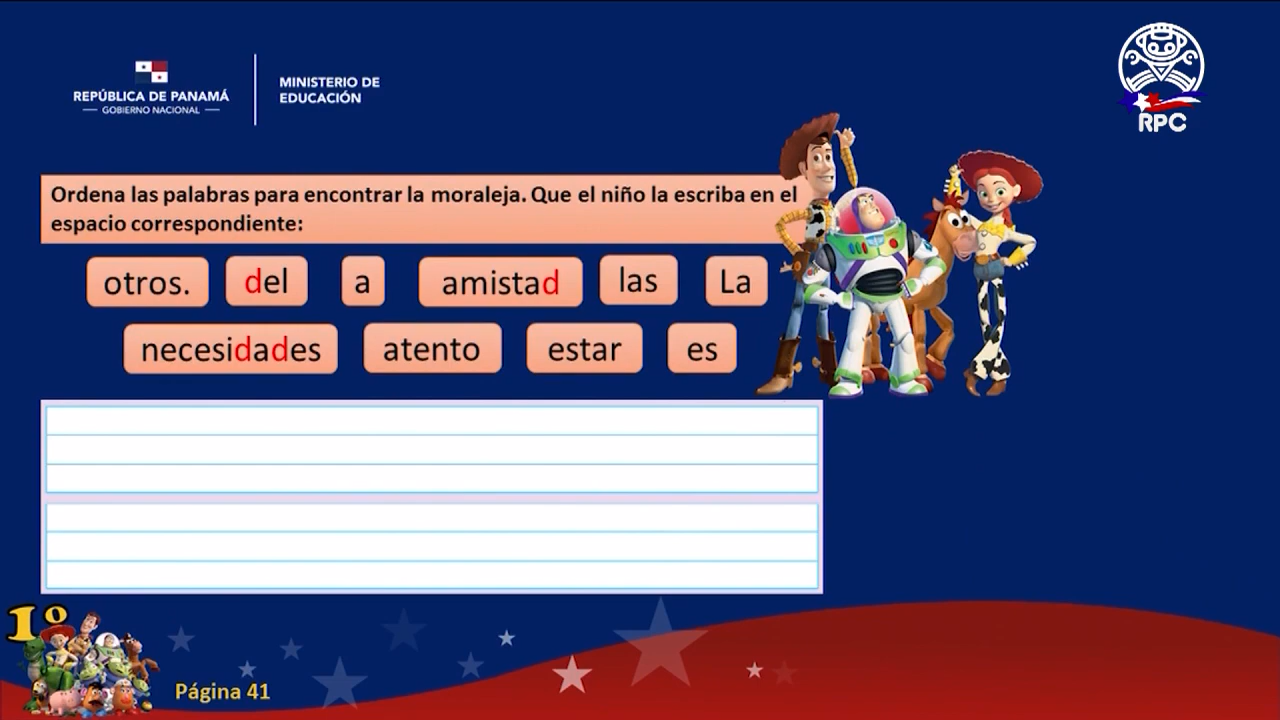 REPÚBLICA DE PANAMÁ
GOBIERNO NACIONAL
MINISTERIO DE
EDUCACIÓN
RPC
Ordena las palabras para encontrar la moraleja. Que el niño la escriba en el
espacio correspondiente:
otros. del a amistad las La
necesidades atento estar es
1º
Página 41